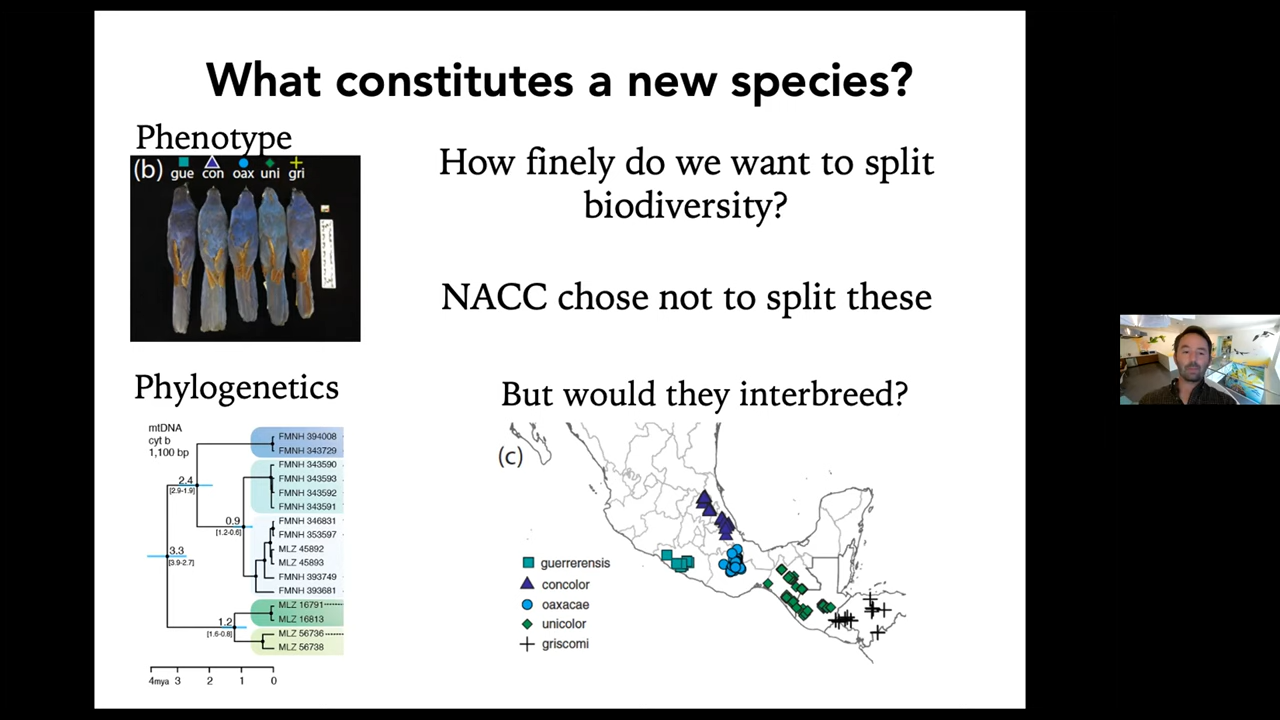 What constitutes a new species?
Phenotype
(b)
gue con oax uni gri
How finely do we want to split
biodiversity?
NACC chose not to split these
Phylogenetics
But would they interbreed?
mtDNA
cyt b
1,100 bp
FMNH 394008
FMNH 343729
FMNH 343590
FMNH 343593
FMNH 343592
FMNH 343591
FMNH 346831
FMNH 353597
MLZ 45892
MLZ 45893
FMNH 393749
FMNH 393681
MLZ 16791
MLZ 16813
MLZ 56736
MLZ 56738
2.4
[2.9-1.9]
0.9
[1.2-0.6]
3.3
[3.9-2.7]
1.2
[1.6-0.8]
4mya 3 2 1 0
(c)
guerrerensis
concolor
oaxacae
unicolor
griscomi